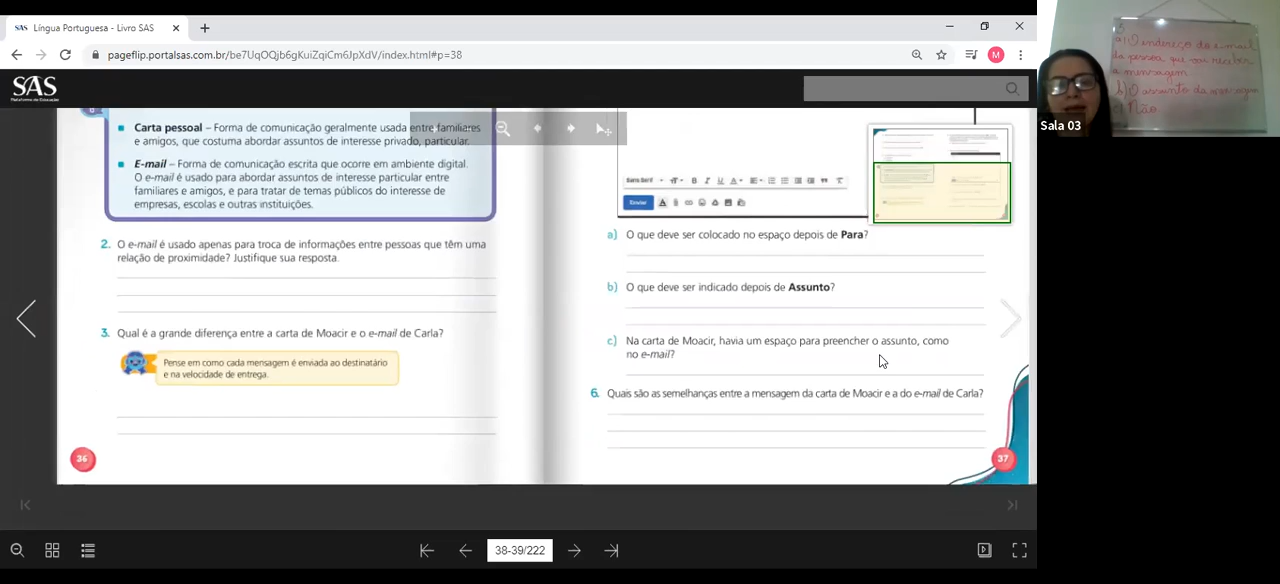 Língua Portuguesa - Livro SAS
pageflip.portalsas.com.br/be7UqOQjb6gKuiZqiCm6JpXdV/index.html#p=38
M
SAS
Plataforma de Educação
Carta pessoal – Forma de comunicação geralmente usada entre familiares
e amigos, que costuma abordar assuntos de interesse privado, particular.
E-mail – Forma de comunicação escrita que ocorre em ambiente digital.
O e-mail é usado para abordar assuntos de interesse particular entre
familiares e amigos, e para tratar de temas públicos do interesse de
empresas, escolas e outras instituições.
2. O e-mail é usado apenas para troca de informações entre pessoas que têm uma
relação de proximidade? Justifique sua resposta.
3. Qual é a grande diferença entre a carta de Moacir e o e-mail de Carla?
Pense em como cada mensagem é enviada ao destinatário
e na velocidade de entrega.
36
Sans Serif
Enviar
a) O que deve ser colocado no espaço depois de Para?
b) O que deve ser indicado depois de Assunto?
c) Na carta de Moacir, havia um espaço para preencher o assunto, como
no e-mail?
6. Quais são as semelhanças entre a mensagem da carta de Moacir e a do e-mail de Carla?
37
38-39/222
5
a) O endereço do e-mail
da pessoa que vai receber
a mensagem
b) O assunto da mensagem
Não
Sala 03